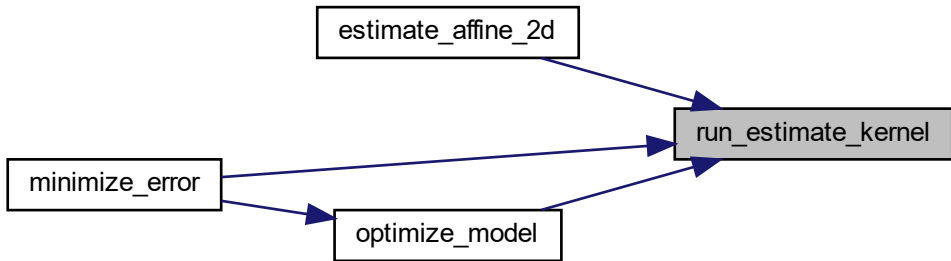 estimate_affine_2d
run_estimate_kernel
minimize_error
optimize_model